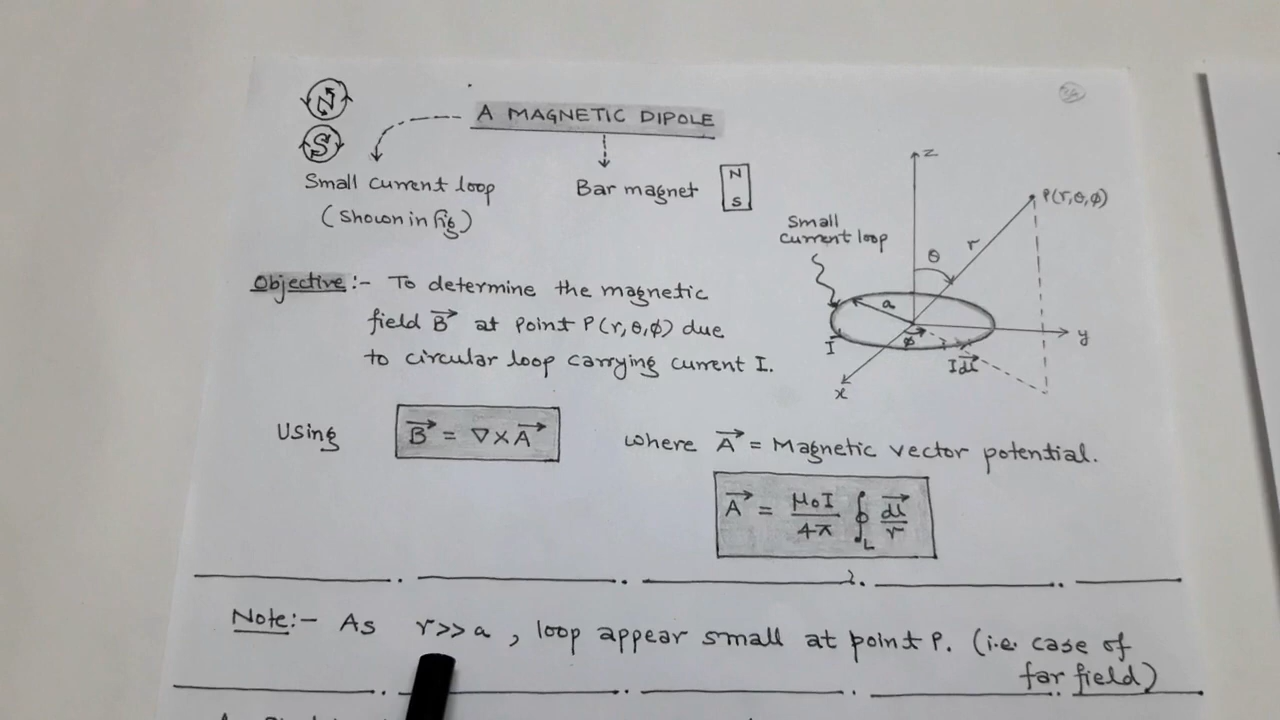 A MAGNETIC DIPOLE
N
S
Small current loop
(Shown in fig)
Bar magnet
N
S
z
P(r,θ,ϕ)
Small
current loop
θ
r
a
I
ϕ
y
I dl
x
Objective:- To determine the magnetic
field B at point P(r,θ,ϕ) due
to circular loop carrying current I.
Using B = ∇ X A where A = Magnetic vector potential.
A = μ0 I / 4π ∮L dl / r
Note:- As r>>a, loop appear small at point P. (i.e. case of
far field)